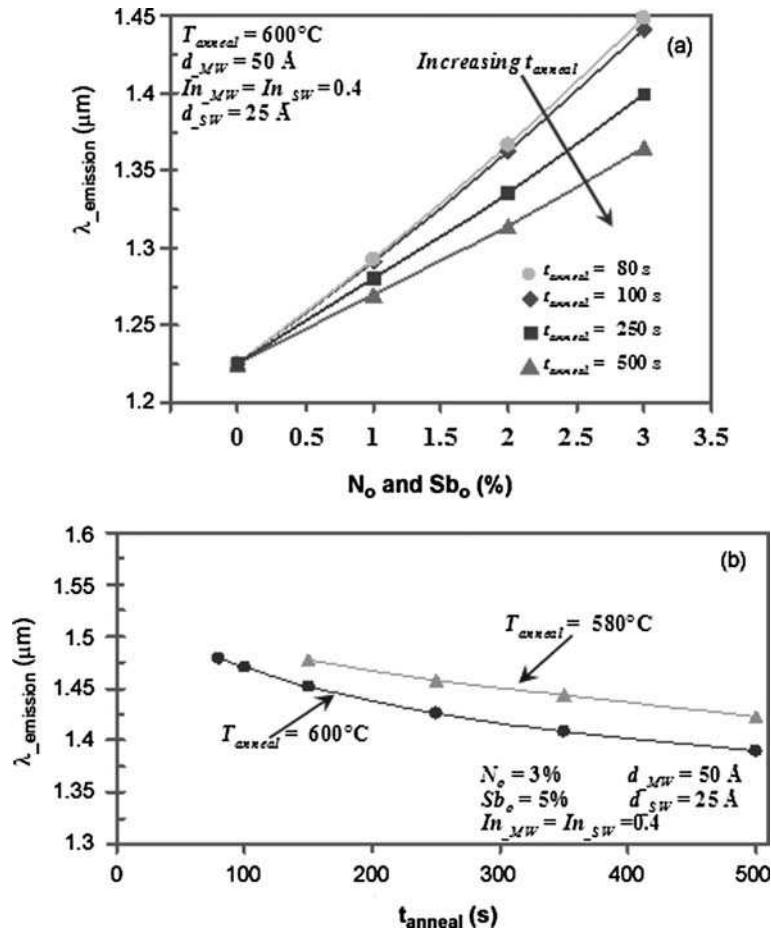 1.45
T_anneal = 600°C
(a)
d_MW = 50 Å
Increasing t_anneal
In_MW = In_SW = 0.4
1.4
d_SW = 25 Å
λ_emission (μm)
1.35
1.3
t_anneal = 80 s
t_anneal = 100 s
1.25
t_anneal = 250 s
t_anneal = 500 s
1.2
0 0.5 1 1.5 2 2.5 3 3.5
N_o and Sb_o (%)
1.6
(b)
1.55
T_anneal = 580°C
1.5
λ_emission (μm)
1.45
T_anneal = 600°C
1.4
N_o = 3% d_MW = 50 Å
1.35
Sb_o = 5% d_SW = 25 Å
In_MW = In_SW = 0.4
1.3
0 100 200 300 400 500
t_anneal (s)